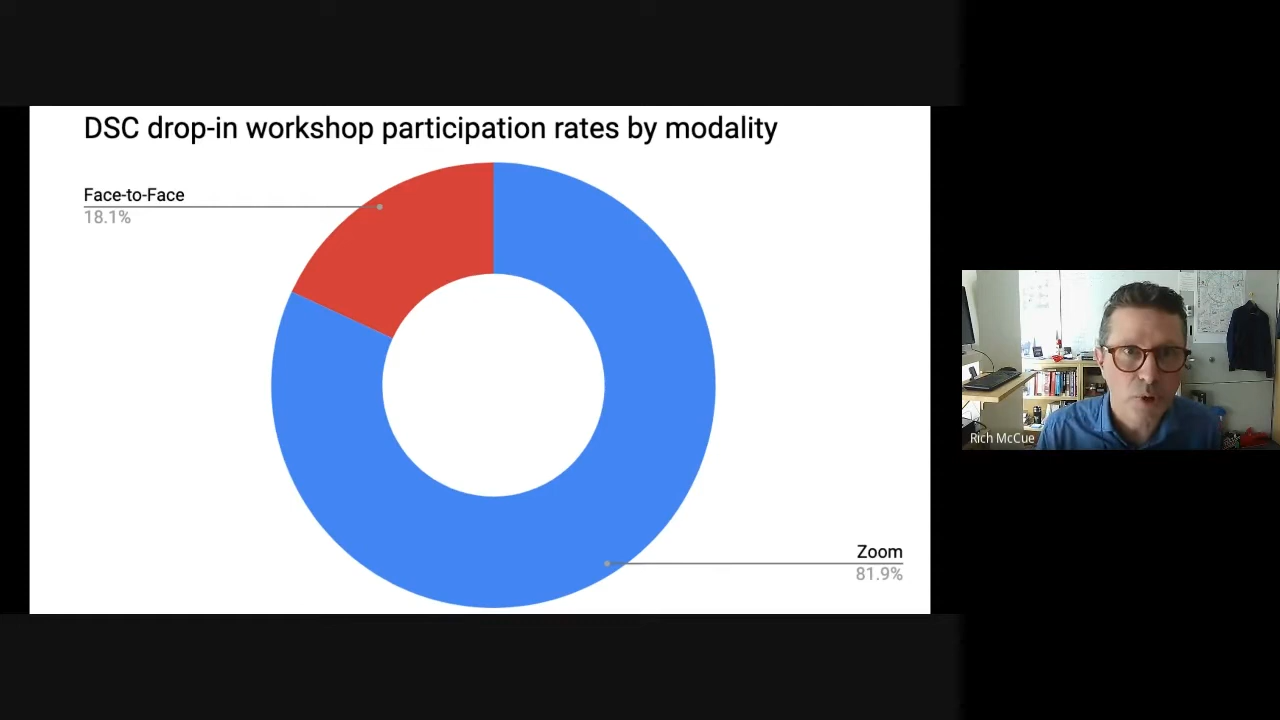 DSC drop-in workshop participation rates by modality
Face-to-Face
18.1%
Zoom
81.9%
Rich McCue